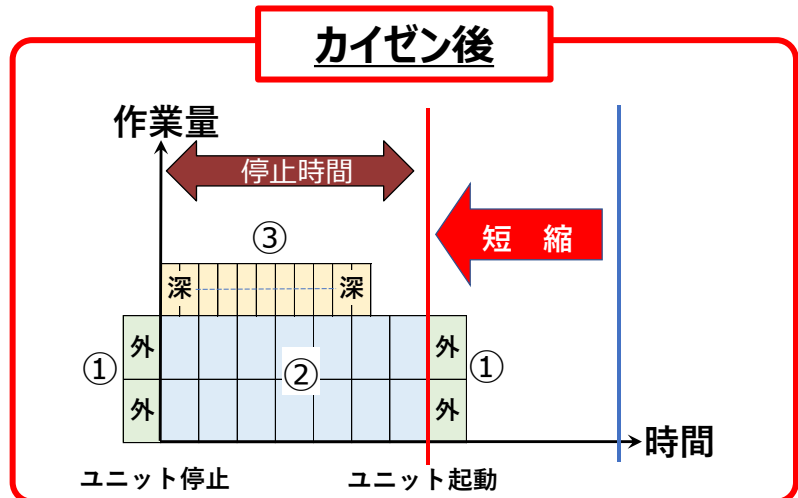 カイゼン後
作業量
停止時間
短 縮
③
深 深
外 外
① ② ①
外 外
時間
ユニット停止 ユニット起動